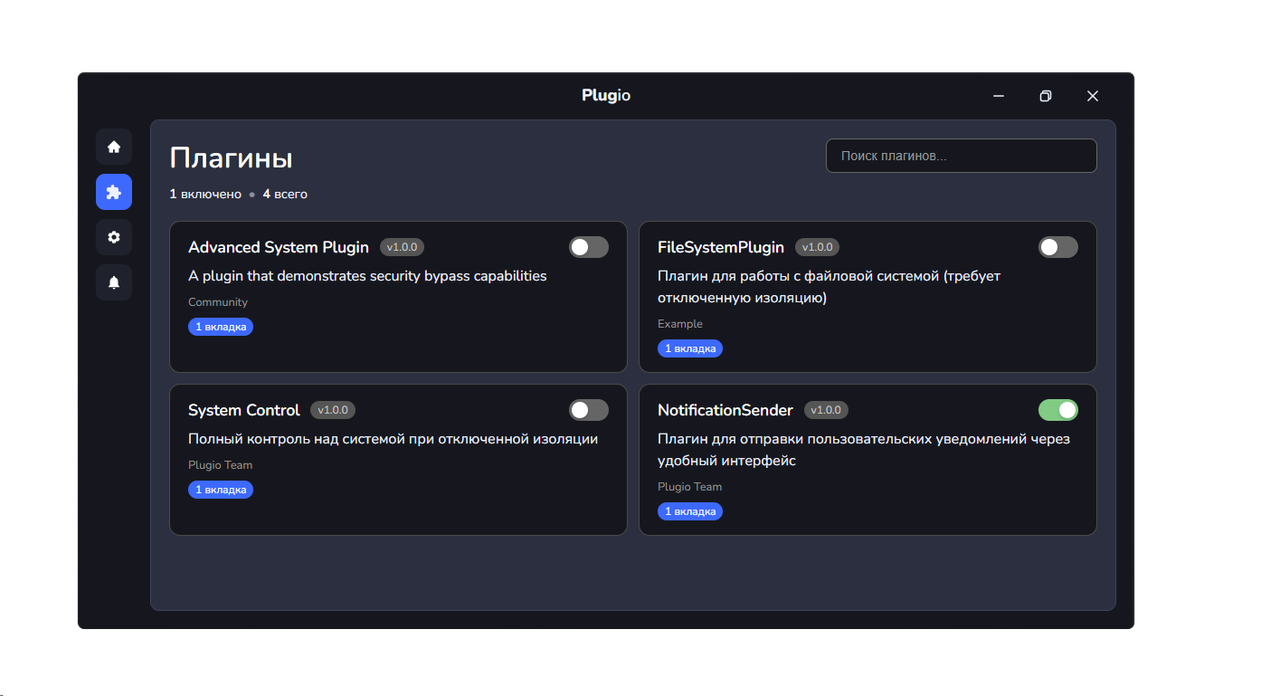 Plugio
Плагины
Поиск плагинов...
1 включено • 4 всего
Advanced System Plugin v1.0.0
A plugin that demonstrates security bypass capabilities
Community
1 вкладка
FileSystemPlugin v1.0.0
Плагин для работы с файловой системой (требует
отключенную изоляцию)
Example
1 вкладка
System Control v1.0.0
Полный контроль над системой при отключенной изоляции
Plugio Team
1 вкладка
NotificationSender v1.0.0
Плагин для отправки пользовательских уведомлений через
удобный интерфейс
Plugio Team
1 вкладка